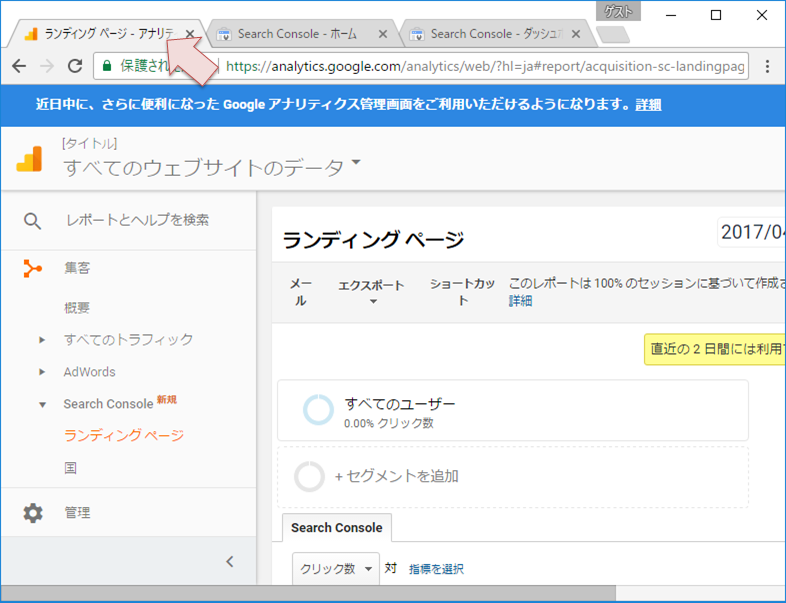 ゲスト
ランディング ページ - アナリテ
Search Console - ホーム
Search Console - ダッシュボ
保護され
https://analytics.google.com/analytics/web/?hl=ja#report/acquisition-sc-landingpag
近日中に、さらに便利になった Google アナリティクス管理画面をご利用いただけるようになります。詳細
[タイトル]
すべてのウェブサイトのデータ
レポートとヘルプを検索
集客
概要
すべてのトラフィック
AdWords
Search Console 新規
ランディング ページ
国
管理
ランディング ページ
2017/04
メール
エクスポート
ショートカット
このレポートは 100% のセッションに基づいて作成さ
詳細
直近の 2 日間には利用
すべてのユーザー
0.00% クリック数
+ セグメントを追加
Search Console
クリック数 対 指標を選択